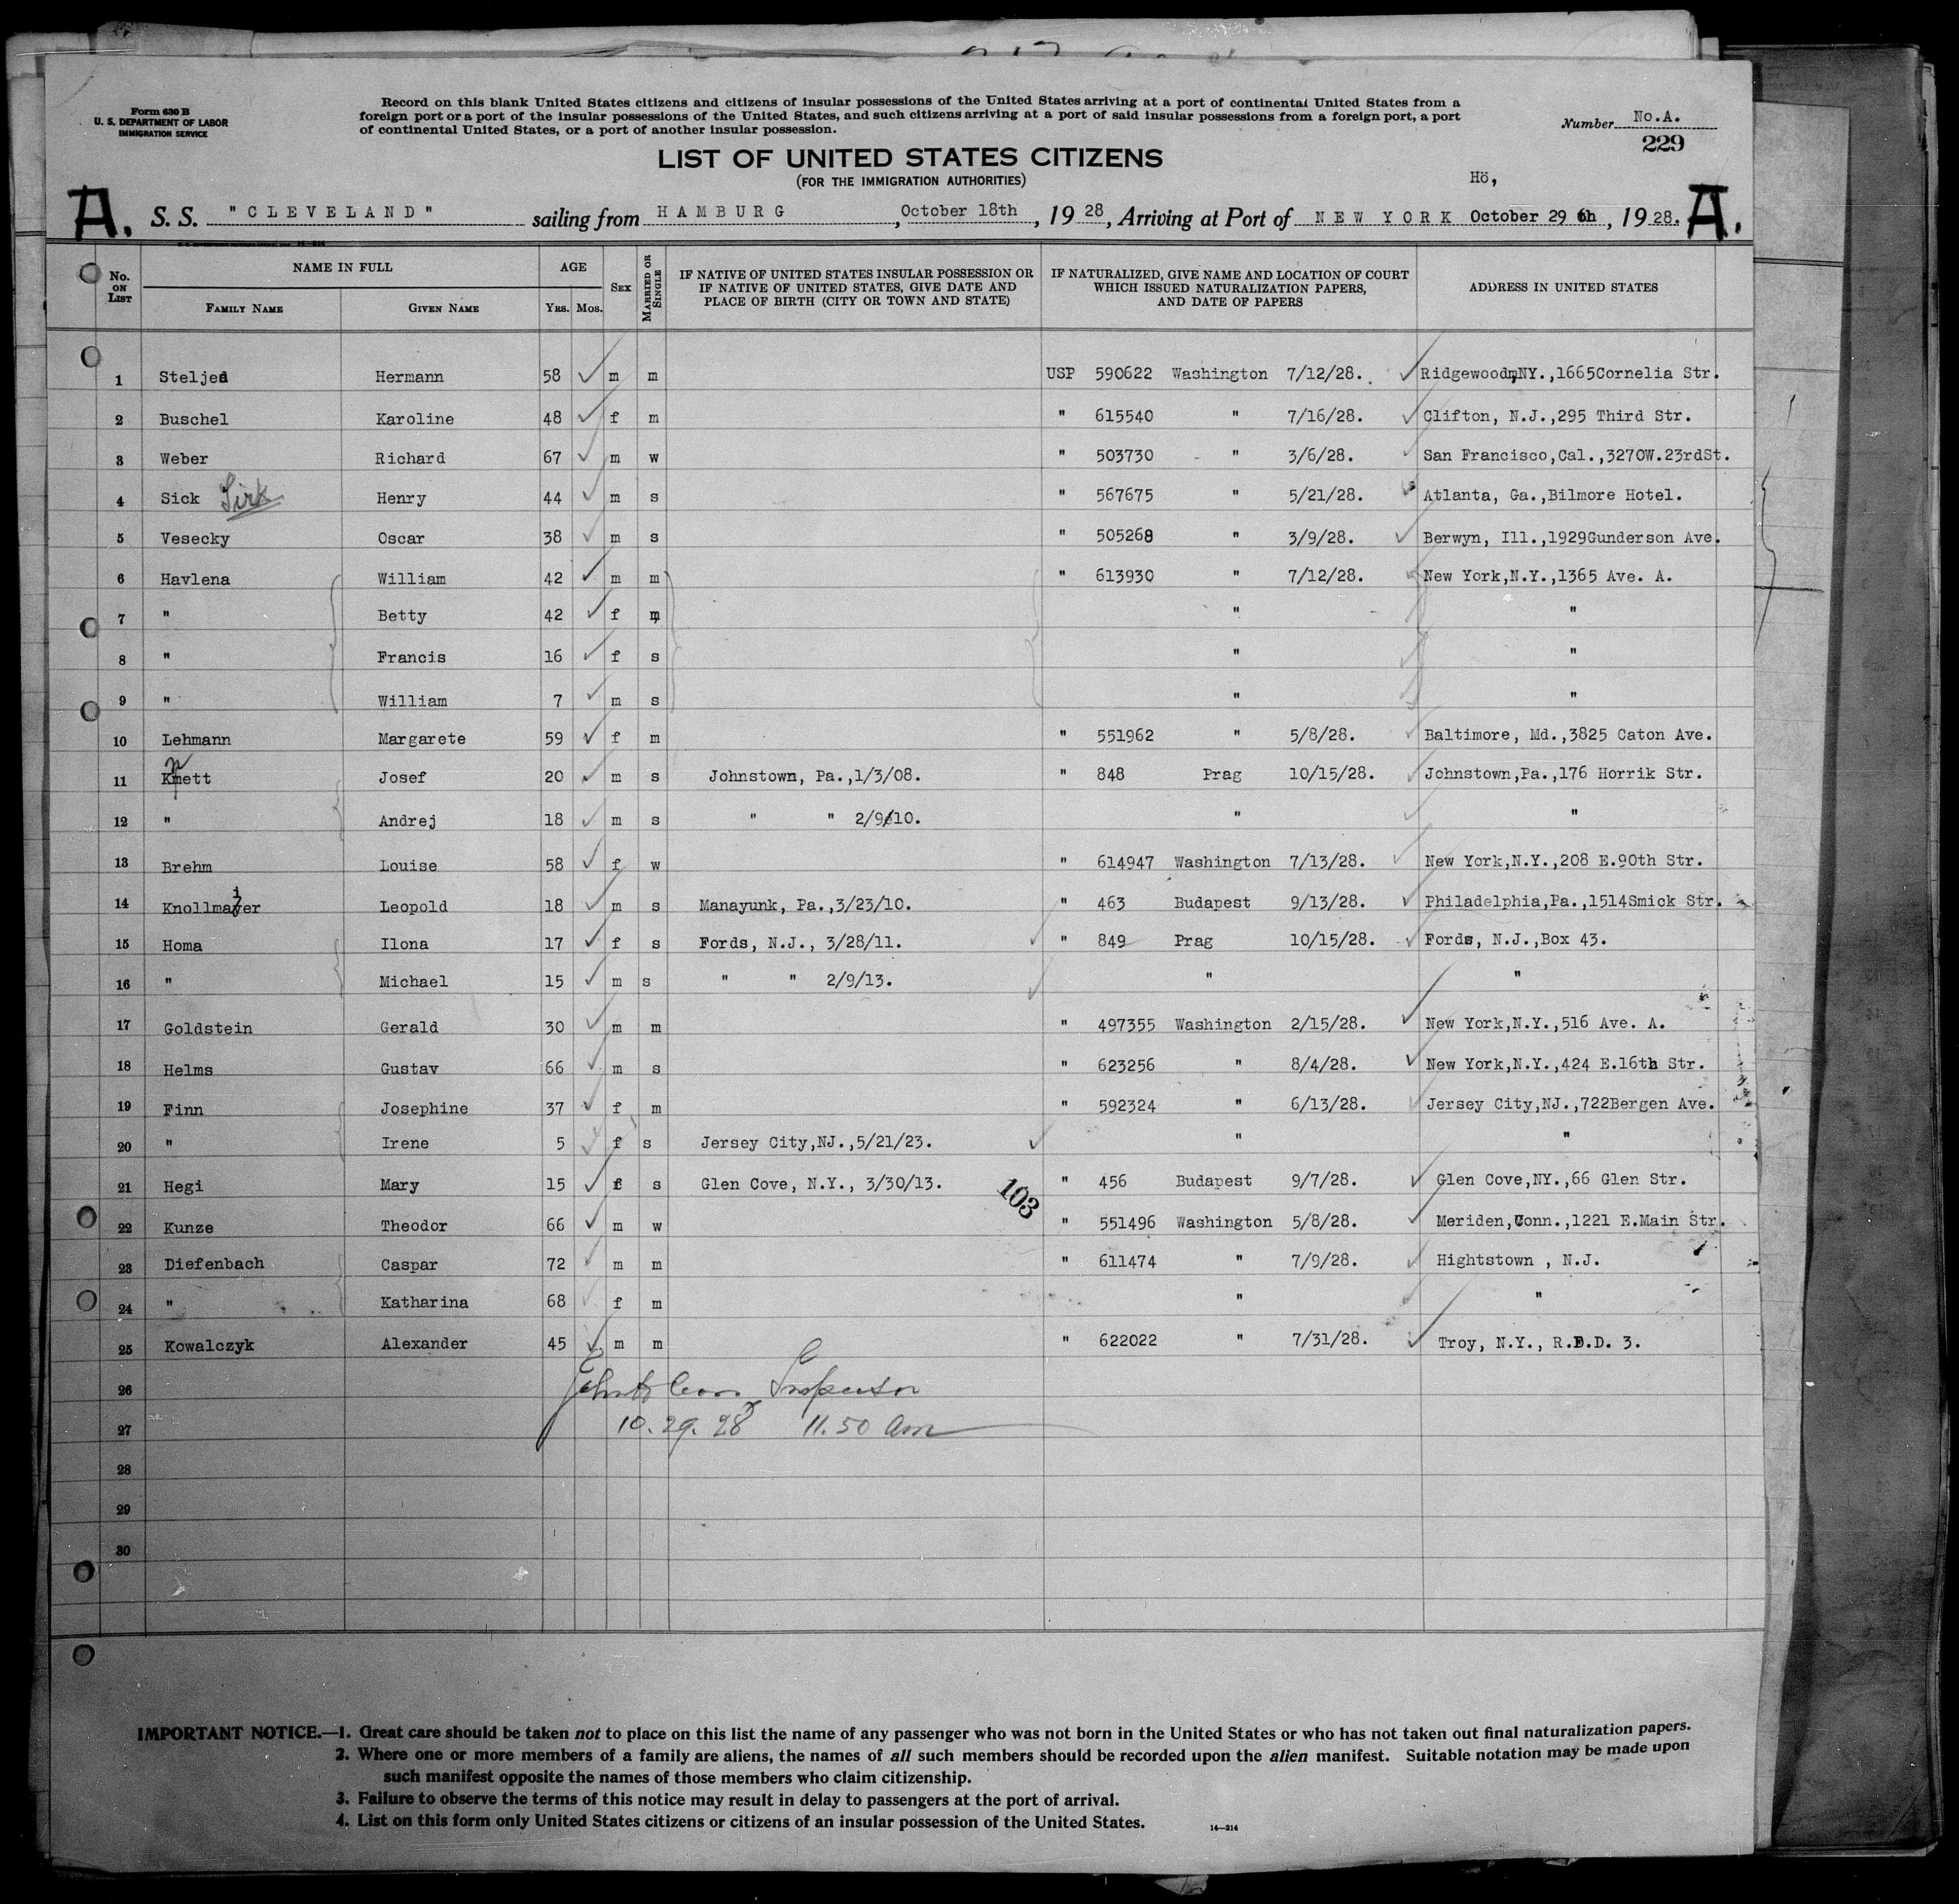 Form 630 B
U. S. DEPARTMENT OF LABOR
IMMIGRATION SERVICE
Record on this blank United States citizens and citizens of insular possessions of the United States arriving at a port of continental United States from a
foreign port or a port of the insular possessions of the United States, and such citizens arriving at a port of said insular possessions from a foreign port, a port
of continental United States, or a port of another insular possession.
Number No.A.
229
LIST OF UNITED STATES CITIZENS
(FOR THE IMMIGRATION AUTHORITIES)
Hö,
A. S. S. "CLEVELAND" sailing from HAMBURG, October 18th, 1928, Arriving at Port of NEW YORK October 29, 1928. A.
No. ON LIST NAME IN FULL AGE SEX MARRIED OR SINGLE IF NATIVE OF UNITED STATES INSULAR POSSESSION OR IF NATIVE OF UNITED STATES, GIVE DATE AND PLACE OF BIRTH (CITY OR TOWN AND STATE) IF NATURALIZED, GIVE NAME AND LOCATION OF COURT WHICH ISSUED NATURALIZATION PAPERS, AND DATE OF PAPERS ADDRESS IN UNITED STATES
FAMILY NAME GIVEN NAME YRS. MOS.
1 Steljes Hermann 58 m m USP 590622 Washington 7/12/28. Ridgewood,NY.,1665Cornelia Str.
2 Buschel Karoline 48 f m " 615540 " 7/16/28. Clifton, N.J.,295 Third Str.
3 Weber Richard 67 m w " 503730 " 3/6/28. San Francisco,Cal.,3270W.23rdSt.
4 Sick Sirk Henry 44 m s " 567675 " 5/21/28. Atlanta, Ga.,Bilmore Hotel.
5 Vesecky Oscar 38 m s " 505268 " 3/9/28. Berwyn, Ill.,1929Gunderson Ave.
6 Havlena William 42 m m " 613930 " 7/12/28. New York,N.Y.,1365 Ave. A.
7 " Betty 42 f m " "
8 " Francis 16 f s " "
9 " William 7 m s " "
10 Lehmann Margarete 59 f m " 551962 " 5/8/28. Baltimore, Md.,3825 Caton Ave.
11 Knett Josef 20 m s Johnstown, Pa.,1/3/08. " 848 Prag 10/15/28. Johnstown,Pa.,176 Horrik Str.
12 " Andrej 18 m s " " 2/9/10. " "
13 Brehm Louise 58 f w " 614947 Washington 7/13/28. New York,N.Y.,208 E.90th Str.
14 Knollmajer Leopold 18 m s Manayunk, Pa.,3/23/10. " 463 Budapest 9/13/28. Philadelphia,Pa.,1514Smick Str.
15 Homa Ilona 17 f s Fords, N.J., 3/28/11. " 849 Prag 10/15/28. Fords, N.J.,Box 43.
16 " Michael 15 m s " " 2/9/13. " "
17 Goldstein Gerald 30 m m " 497355 Washington 2/15/28. New York,N.Y.,516 Ave. A.
18 Helms Gustav 66 m s " 623256 " 8/4/28. New York,N.Y.,424 E.16th Str.
19 Finn Josephine 37 f m " 592324 " 6/13/28. Jersey City,NJ.,722Bergen Ave.
20 " Irene 5 f s Jersey City,NJ.,5/21/23. " "
21 Hegi Mary 15 f s Glen Cove, N.Y., 3/30/13. 103 " 456 Budapest 9/7/28. Glen Cove,NY.,66 Glen Str.
22 Kunze Theodor 66 m w " 551496 Washington 5/8/28. Meriden,Conn.,1221 E.Main Str.
23 Diefenbach Caspar 72 m m " 611474 " 7/9/28. Hightstown , N.J.
24 " Katharina 68 f m " "
25 Kowalczyk Alexander 45 m m " 622022 " 7/31/28. Troy, N.Y., R.F.D. 3.
26 Inspector
27 10.29.28 11.50 am
28
29
30
IMPORTANT NOTICE.—1. Great care should be taken not to place on this list the name of any passenger who was not born in the United States or who has not taken out final naturalization papers.
2. Where one or more members of a family are aliens, the names of all such members should be recorded upon the alien manifest. Suitable notation may be made upon
such manifest opposite the names of those members who claim citizenship.
3. Failure to observe the terms of this notice may result in delay to passengers at the port of arrival.
4. List on this form only United States citizens or citizens of an insular possession of the United States.
14—214